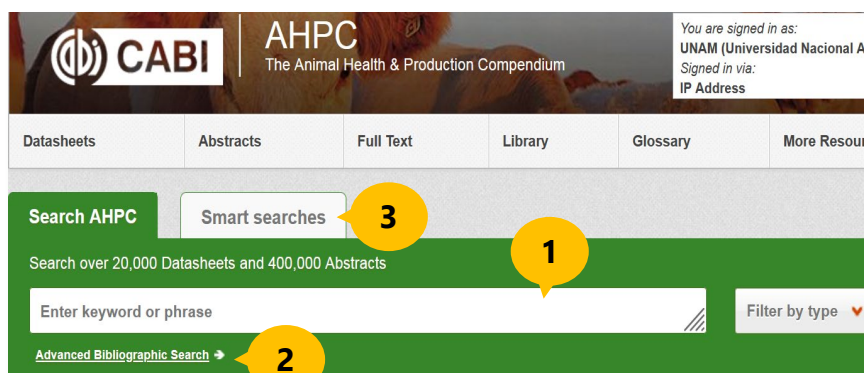 CABI
AHPC
The Animal Health & Production Compendium
You are signed in as:
UNAM (Universidad Nacional A
Signed in via:
IP Address
Datasheets Abstracts Full Text Library Glossary More Resour
Search AHPC Smart searches 3
Search over 20,000 Datasheets and 400,000 Abstracts
1
Enter keyword or phrase Filter by type
Advanced Bibliographic Search 2